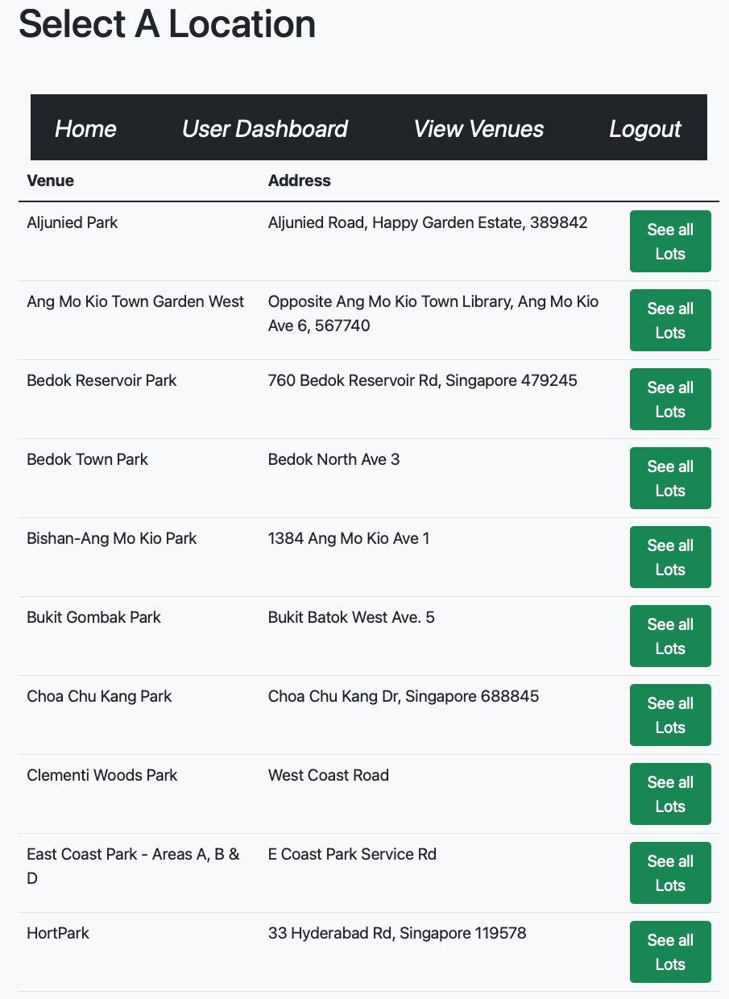 Select A Location
Home User Dashboard View Venues Logout
Venue Address
Aljunied Park Aljunied Road, Happy Garden Estate, 389842 See all
Lots
Ang Mo Kio Town Garden West Opposite Ang Mo Kio Town Library, Ang Mo Kio See all
Ave 6, 567740 Lots
Bedok Reservoir Park 760 Bedok Reservoir Rd, Singapore 479245 See all
Lots
Bedok Town Park Bedok North Ave 3 See all
Lots
Bishan-Ang Mo Kio Park 1384 Ang Mo Kio Ave 1 See all
Lots
Bukit Gombak Park Bukit Batok West Ave. 5 See all
Lots
Choa Chu Kang Park Choa Chu Kang Dr, Singapore 688845 See all
Lots
Clementi Woods Park West Coast Road See all
Lots
East Coast Park - Areas A, B & E Coast Park Service Rd See all
D Lots
HortPark 33 Hyderabad Rd, Singapore 119578 See all
Lots